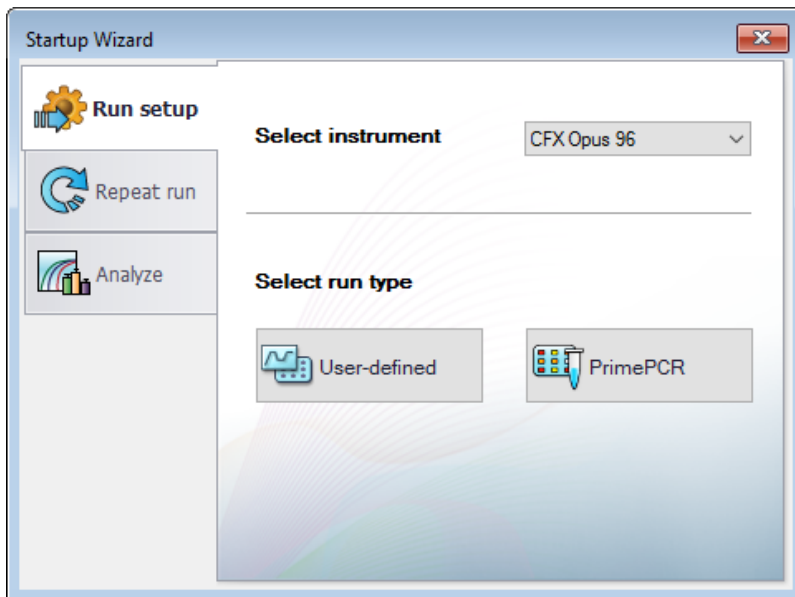 Startup Wizard
Run setup
Repeat run
Analyze
Select instrument
CFX Opus 96
Select run type
User-defined
PrimePCR